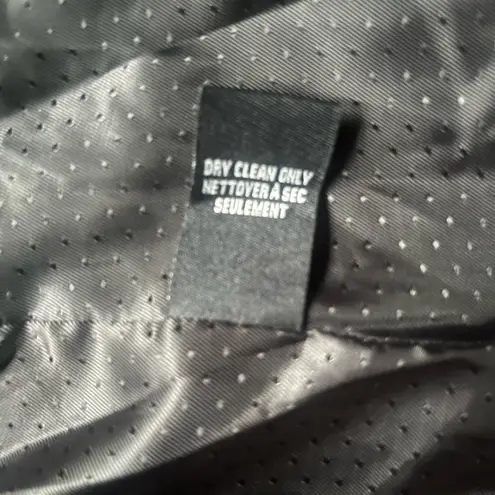 DRY CLEAN ONLY
NETTOYER À SEC
SEULEMENT